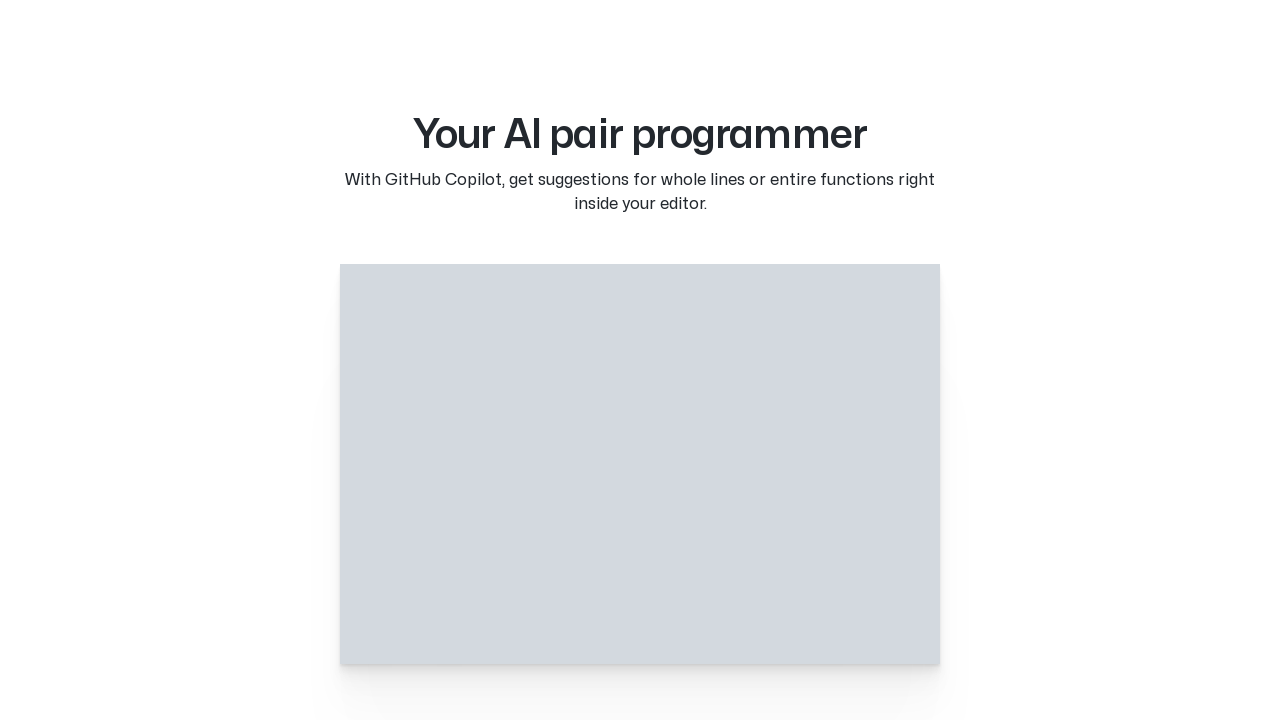 Your AI pair programmer
With GitHub Copilot, get suggestions for whole lines or entire functions right
inside your editor.